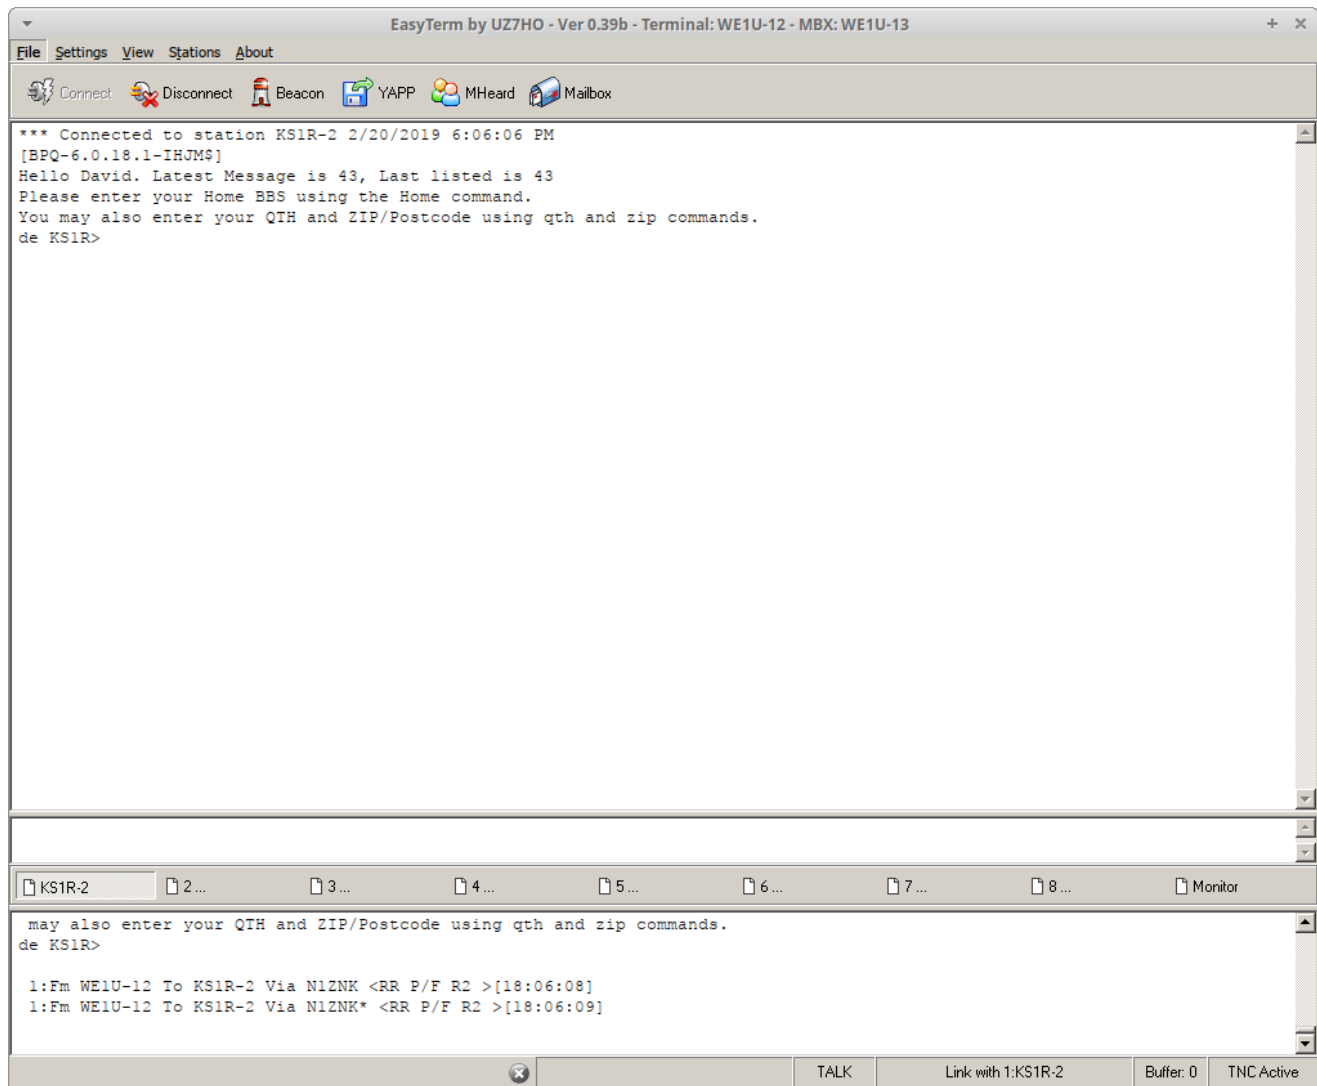 EasyTerm by UZ7HO - Ver 0.39b - Terminal: WE1U-12 - MBX: WE1U-13
File Settings View Stations About
Connect Disconnect Beacon YAPP MHeard Mailbox
*** Connected to station KS1R-2 2/20/2019 6:06:06 PM
[BPQ-6.0.18.1-IHJM$]
Hello David. Latest Message is 43, Last listed is 43
Please enter your Home BBS using the Home command.
You may also enter your QTH and ZIP/Postcode using qth and zip commands.
de KS1R>
KS1R-2 2 ... 3 ... 4 ... 5 ... 6 ... 7 ... 8 ... Monitor
may also enter your QTH and ZIP/Postcode using qth and zip commands.
de KS1R>
1:Fm WE1U-12 To KS1R-2 Via N1ZNK <RR P/F R2 >[18:06:08]
1:Fm WE1U-12 To KS1R-2 Via N1ZNK* <RR P/F R2 >[18:06:09]
TALK Link with 1:KS1R-2 Buffer: 0 TNC Active